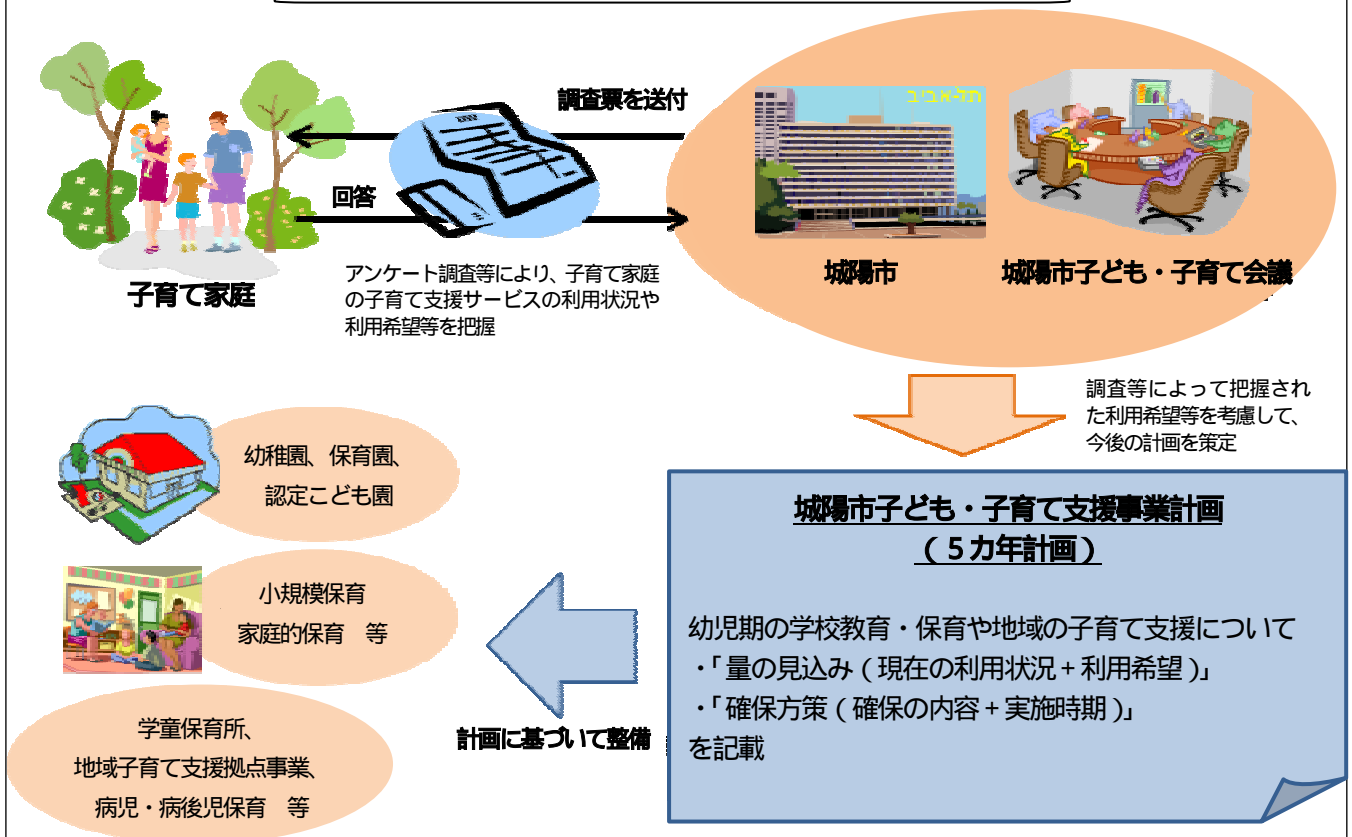 調査票を送付
回答
アンケート調査等により、子育て家庭
の子育て支援サービスの利用状況や
利用希望等を把握
子育て家庭
תל-אביב
城陽市
城陽市子ども・子育て会議
調査等によって把握され
た利用希望等を考慮して、
今後の計画を策定
城陽市子ども・子育て支援事業計画
(5カ年計画)
幼児期の学校教育・保育や地域の子育て支援について
・「量の見込み(現在の利用状況+利用希望)」
・「確保方策(確保の内容+実施時期)」
を記載
計画に基づいて整備
幼稚園、保育園、
認定こども園
小規模保育
家庭的保育 等
学童保育所、
地域子育て支援拠点事業、
病児・病後児保育 等